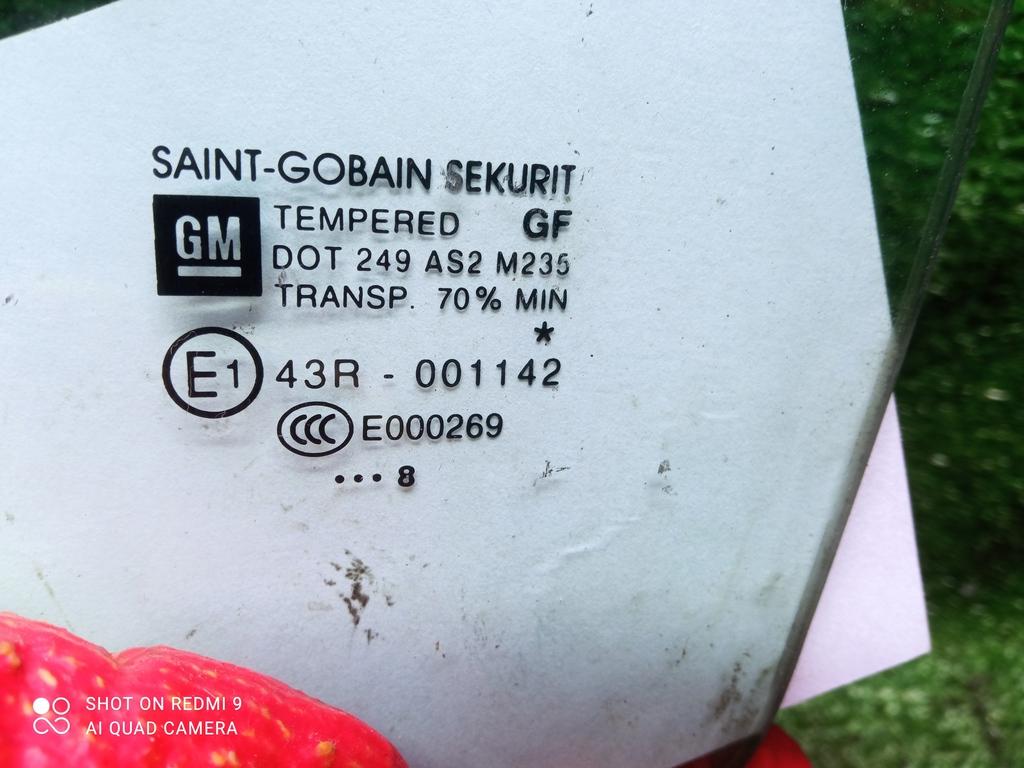 SAINT-GOBAIN SEKURIT
GM
TEMPERED GF
DOT 249 AS2 M235
TRANSP. 70% MIN
*
E1 43R - 001142
CCC E000269
... 8
SHOT ON REDMI 9
AI QUAD CAMERA